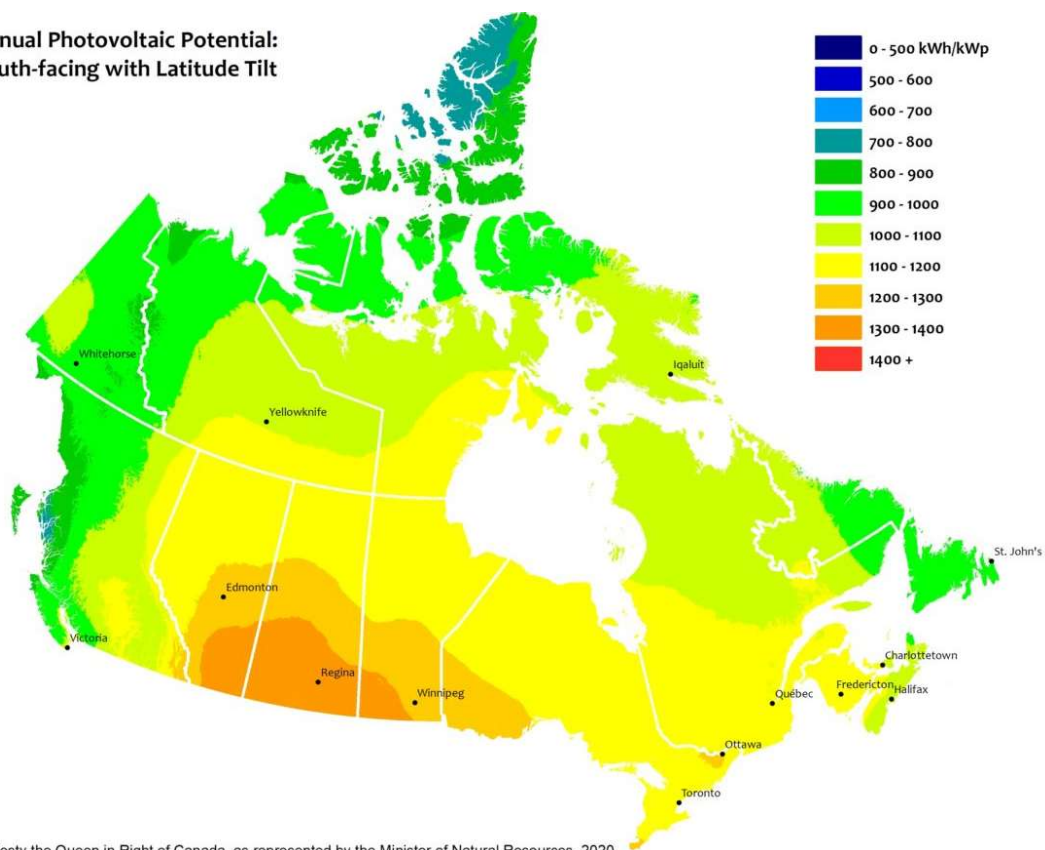 nual Photovoltaic Potential:
uth-facing with Latitude Tilt
0 - 500 kWh/kWp
500 - 600
600 - 700
700 - 800
800 - 900
900 - 1000
1000 - 1100
1100 - 1200
1200 - 1300
1300 - 1400
1400 +
Whitehorse
Iqaluit
Yellowknife
St. John's
Edmonton
Victoria
Charlottetown
Regina
Fredericton
Halifax
Winnipeg
Québec
Ottawa
Toronto
esty the Queen in Right of Canada, as represented by the Minister of Natural Resources, 2020